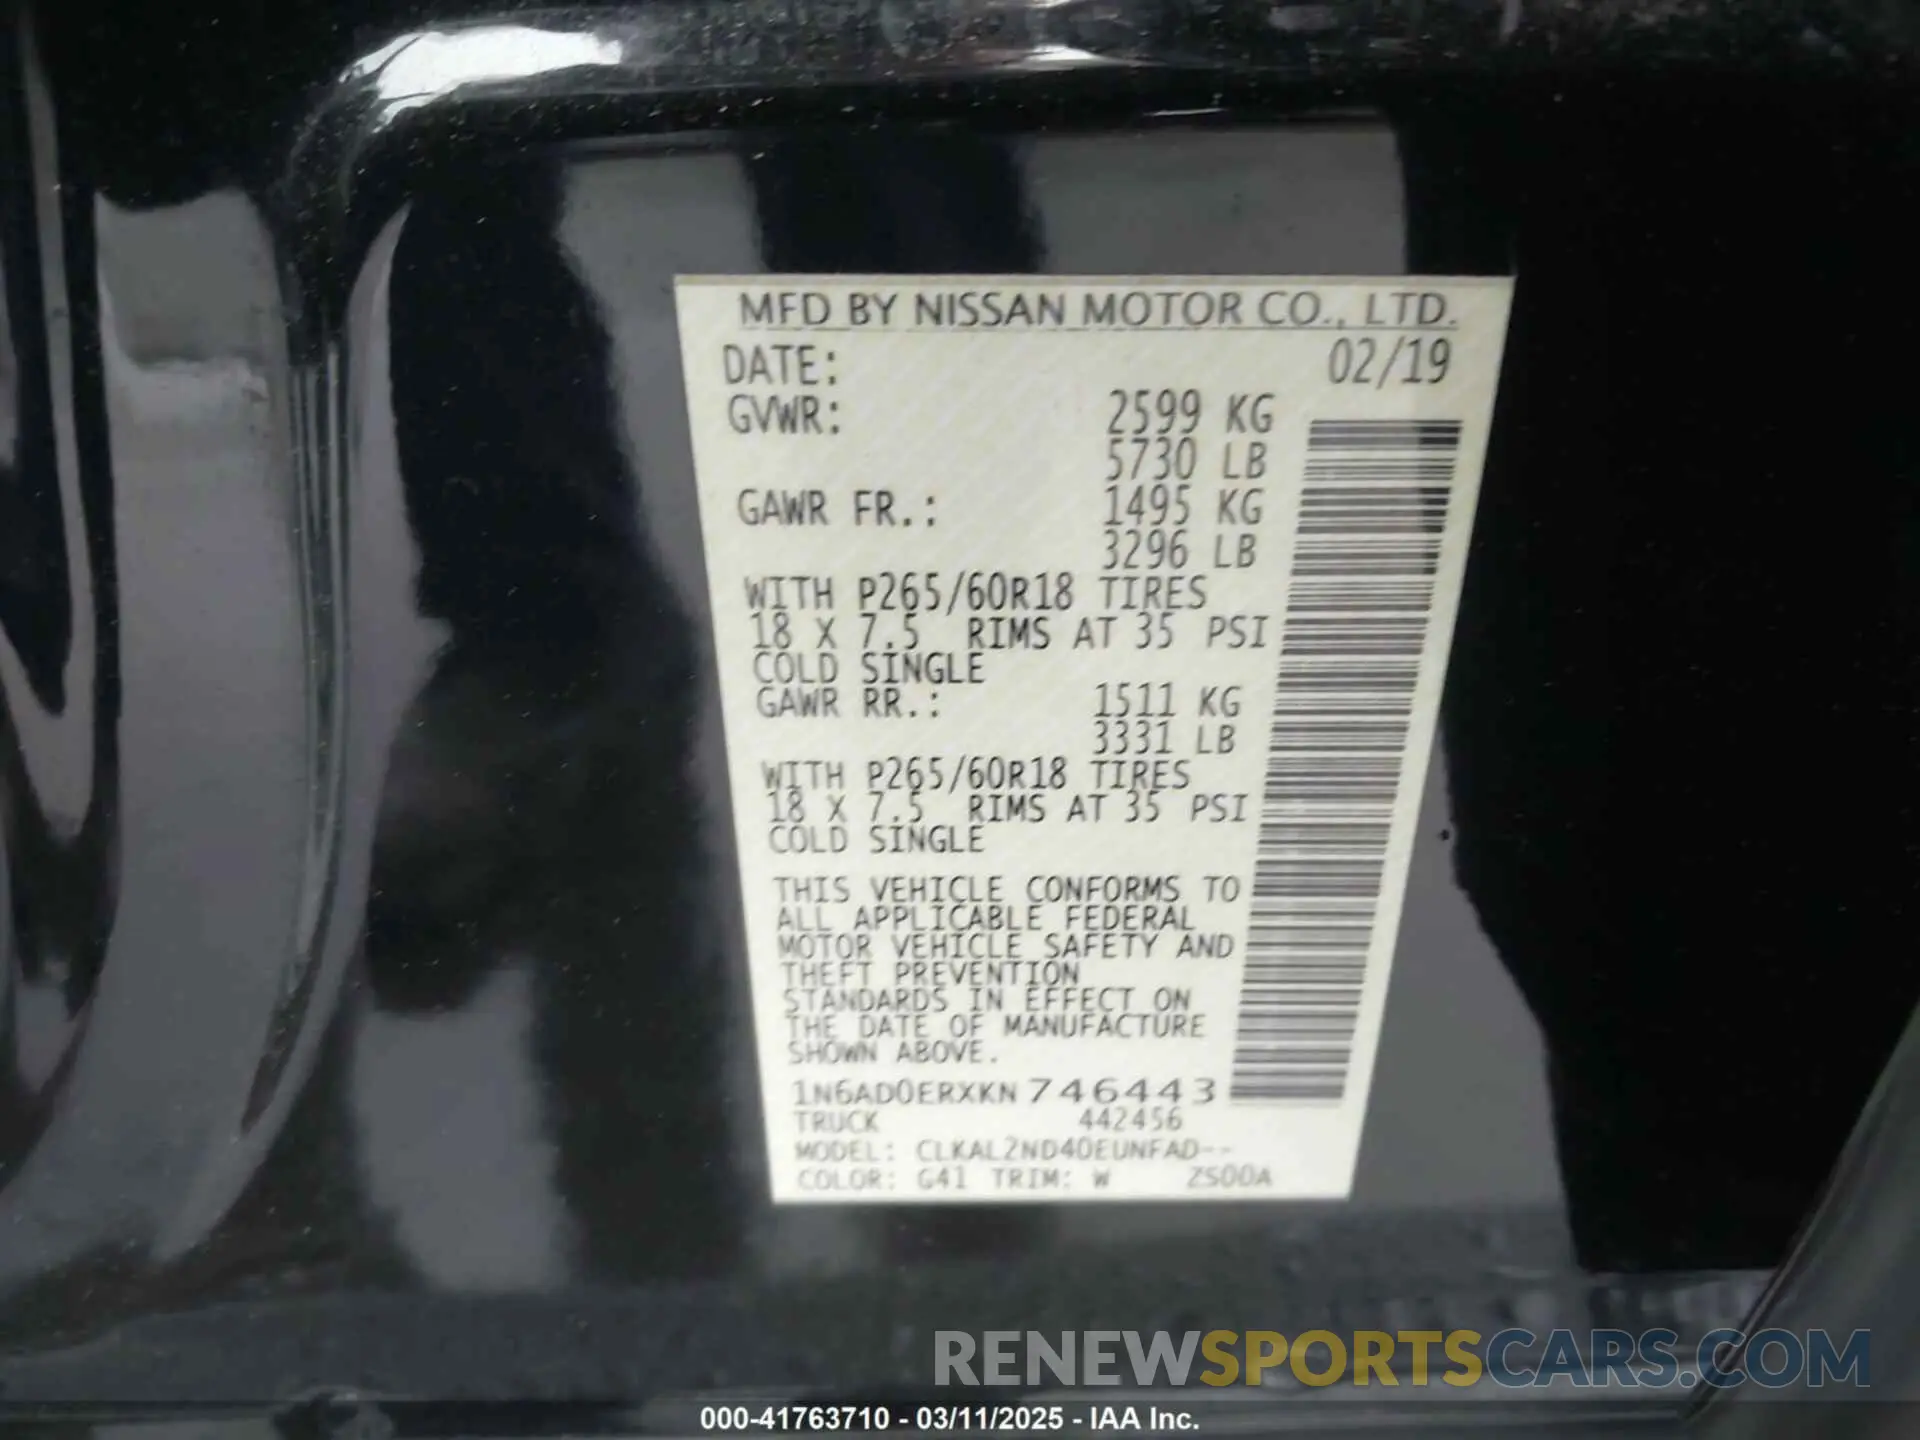 MFD BY NISSAN MOTOR CO., LTD.
DATE: 02/19
GVWR: 2599 KG
5730 LB
GAWR FR.: 1495 KG
3296 LB
WITH P265/60R18 TIRES
18 X 7.5 RIMS AT 35 PSI
COLD SINGLE
GAWR RR.: 1511 KG
3331 LB
WITH P265/60R18 TIRES
18 X 7.5 RIMS AT 35 PSI
COLD SINGLE
THIS VEHICLE CONFORMS TO
ALL APPLICABLE FEDERAL
MOTOR VEHICLE SAFETY AND
THEFT PREVENTION
STANDARDS IN EFFECT ON
THE DATE OF MANUFACTURE
SHOWN ABOVE.
1N6AD0ERXKN746443
TRUCK 442456
MODEL: CLKAL2ND40EUNFAD--
COLOR: G41 TRIM: W ZS00A
RENEWSPORTSCARS.COM
000-41763710 - 03/11/2025 - IAA Inc.